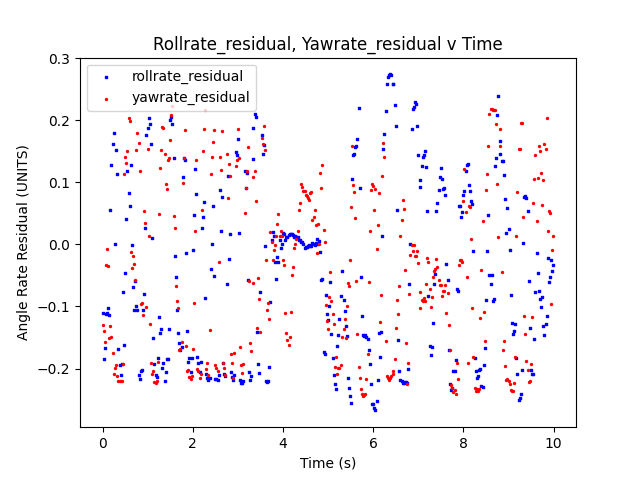 Rollrate_residual, Yawrate_residual v Time
rollrate_residual
yawrate_residual
Angle Rate Residual (UNITS)
0.3
0.2
0.1
0.0
−0.1
−0.2
0 2 4 6 8 10
Time (s)